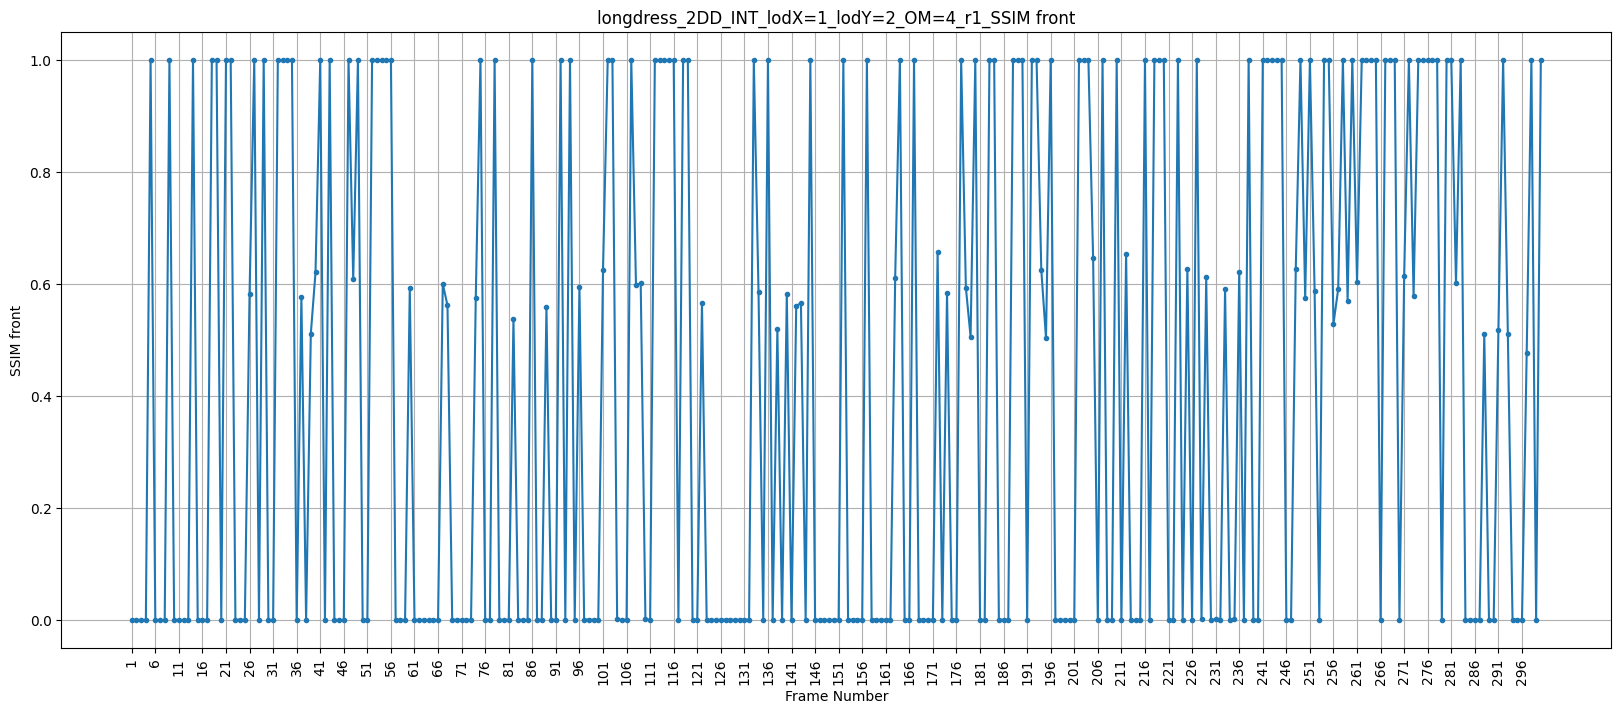 longdress_2DD_INT_lodX=1_lodY=2_OM=4_r1_SSIM front
SSIM front
1.0
0.8
0.6
0.4
0.2
0.0
1 6 11 16 21 26 31 36 41 46 51 56 61 66 71 76 81 86 91 96 101 106 111 116 121 126 131 136 141 146 151 156 161 166 171 176 181 186 191 196 201 206 211 216 221 226 231 236 241 246 251 256 261 266 271 276 281 286 291 296
Frame Number